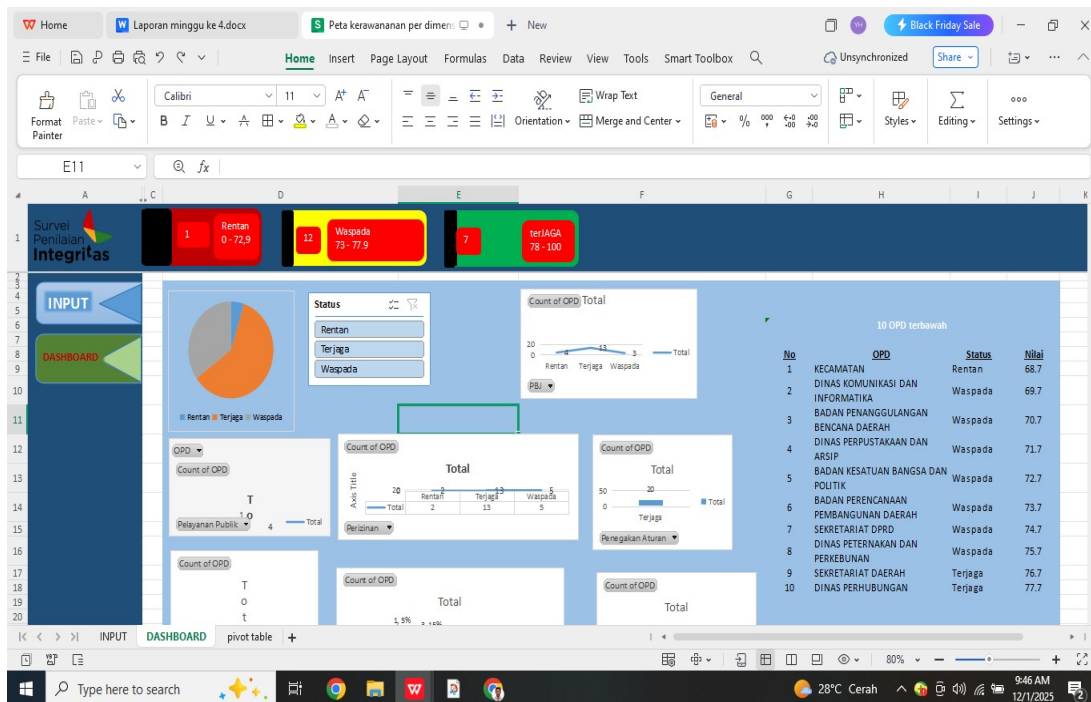 Home
Laporan minggu ke 4.docx
Peta kerawananan per dimens
New
YH
Black Friday Sale
File
Home Insert Page Layout Formulas Data Review View Tools Smart Toolbox
Unsynchronized
Share
Format Painter
Paste
Calibri
11
Orientation
Wrap Text
Merge and Center
General
Styles
Editing
Settings
E11
fx
A C D E F G H I J K
Survei
Penilaian
Integritas
1
Rentan
0 - 72,9
12
Waspada
73 - 77.9
7
terJAGA
78 - 100
INPUT
DASHBOARD
Rentan Terjaga Waspada
Status
Rentan
Terjaga
Waspada
Count of OPD Total
20
0
4 13 3
Total
Rentan Terjaga Waspada
PBJ
10 OPD terbawah
No OPD Status Nilai
1 KECAMATAN Rentan 68.7
2 DINAS KOMUNIKASI DAN INFORMATIKA Waspada 69.7
3 BADAN PENANGGULANGAN BENCANA DAERAH Waspada 70.7
4 DINAS PERPUSTAKAAN DAN ARSIP Waspada 71.7
5 BADAN KESATUAN BANGSA DAN POLITIK Waspada 72.7
6 BADAN PERENCANAAN PEMBANGUNAN DAERAH Waspada 73.7
7 SEKRETARIAT DPRD Waspada 74.7
8 DINAS PETERNAKAN DAN PERKEBUNAN Waspada 75.7
9 SEKRETARIAT DAERAH Terjaga 76.7
10 DINAS PERHUBUNGAN Terjaga 77.7
OPD
Count of OPD
T
4
Total
Pelayanan Publik
Count of OPD
Total
Axis Title
20
0
2 13 5
Rentan Terjaga Waspada
Total 2 13 5
Perizinan
Count of OPD
Total
50
0
20
Total
Terjaga
Penegakan Aturan
Count of OPD
T
o
t
Count of OPD
Total
1, 5%
3, 15%
Count of OPD
Total
INPUT DASHBOARD pivot table
80%
Type here to search
28°C Cerah
9:46 AM
12/1/2025